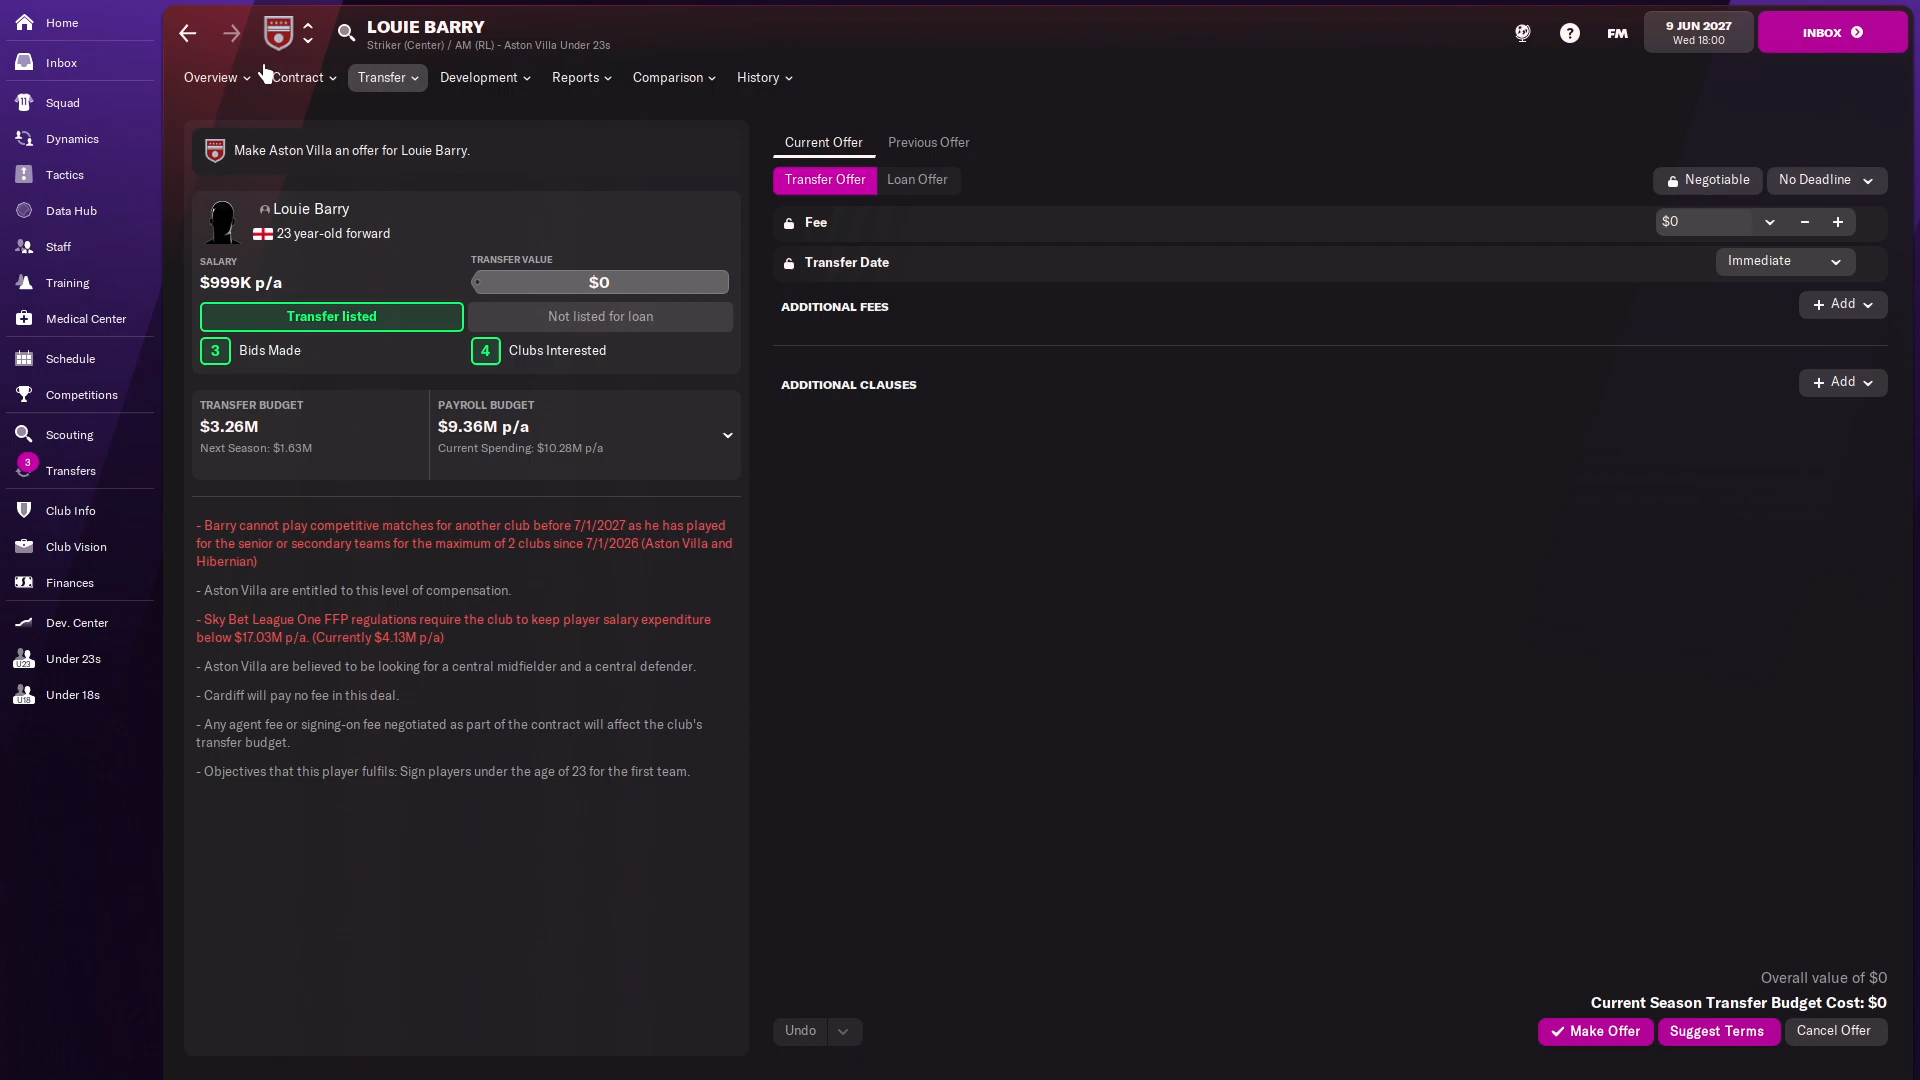 Home
Inbox
Squad
Dynamics
Tactics
Data Hub
Staff
Training
Medical Center
Schedule
Competitions
Scouting
3
Transfers
Club Info
Club Vision
Finances
Dev. Center
U23
Under 23s
U18
Under 18s
LOUIE BARRY
Striker (Center) / AM (RL) - Aston Villa Under 23s
FM
9 JUN 2027
Wed 18:00
INBOX
Overview
Contract
Transfer
Development
Reports
Comparison
History
Make Aston Villa an offer for Louie Barry.
Louie Barry
23 year-old forward
SALARY
$999K p/a
TRANSFER VALUE
$0
Transfer listed
Not listed for loan
3 Bids Made
4 Clubs Interested
TRANSFER BUDGET
$3.26M
Next Season: $1.63M
PAYROLL BUDGET
$9.36M p/a
Current Spending: $10.28M p/a
- Barry cannot play competitive matches for another club before 7/1/2027 as he has played
for the senior or secondary teams for the maximum of 2 clubs since 7/1/2026 (Aston Villa and
Hibernian)
- Aston Villa are entitled to this level of compensation.
- Sky Bet League One FFP regulations require the club to keep player salary expenditure
below $17.03M p/a. (Currently $4.13M p/a)
- Aston Villa are believed to be looking for a central midfielder and a central defender.
- Cardiff will pay no fee in this deal.
- Any agent fee or signing-on fee negotiated as part of the contract will affect the club's
transfer budget.
- Objectives that this player fulfils: Sign players under the age of 23 for the first team.
Current Offer
Previous Offer
Transfer Offer
Loan Offer
Negotiable
No Deadline
Fee
$0
Transfer Date
Immediate
ADDITIONAL FEES
Add
ADDITIONAL CLAUSES
Add
Overall value of $0
Current Season Transfer Budget Cost: $0
Undo
Make Offer
Suggest Terms
Cancel Offer